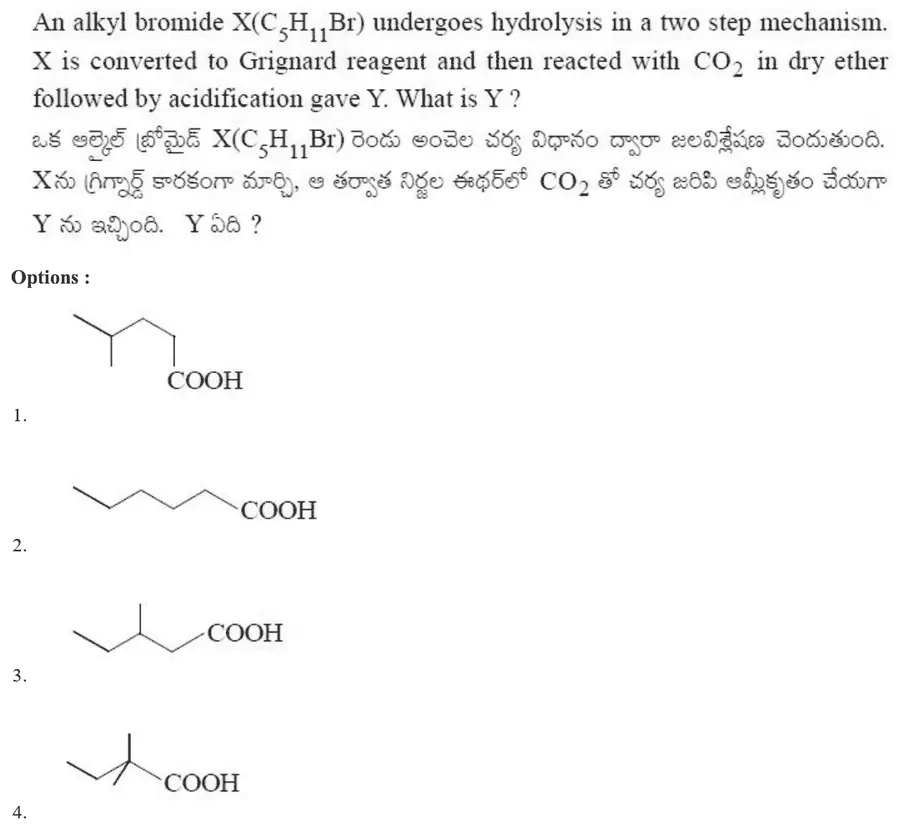 An alkyl bromide X(C₅H₁₁Br) undergoes hydrolysis in a two step mechanism.
X is converted to Grignard reagent and then reacted with CO₂ in dry ether
followed by acidification gave Y. What is Y ?
ఒక ఆల్కైల్ బ్రోమైడ్ X(C₅H₁₁Br) రెండు అంచెల చర్య విధానం ద్వారా జలవిశ్లేషణ చెందుతుంది.
Xను గ్రిగ్నార్డ్ కారకంగా మార్చి, ఆ తర్వాత నిర్జల ఈథర్‌లో CO₂ తో చర్య జరిపి ఆమ్లీకృతం చేయగా
Y ను ఇచ్చింది. Y ఏది ?
Options :
COOH
1.
COOH
2.
COOH
3.
COOH
4.